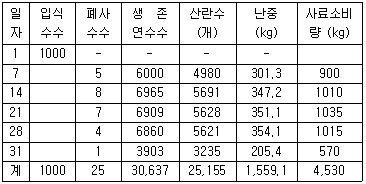 일자 입식수수 폐사수수 생 존 연수수 산란수 (개) 난중 (kg) 사료소비량 (kg)
1 1000 - - - - -
7 5 6000 4980 301,3 900
14 8 6965 5691 347,2 1010
21 7 6909 5628 351,1 1035
28 4 6860 5621 354,1 1015
31 1 3903 3235 205,4 570
계 1000 25 30,637 25,155 1,559,1 4,530